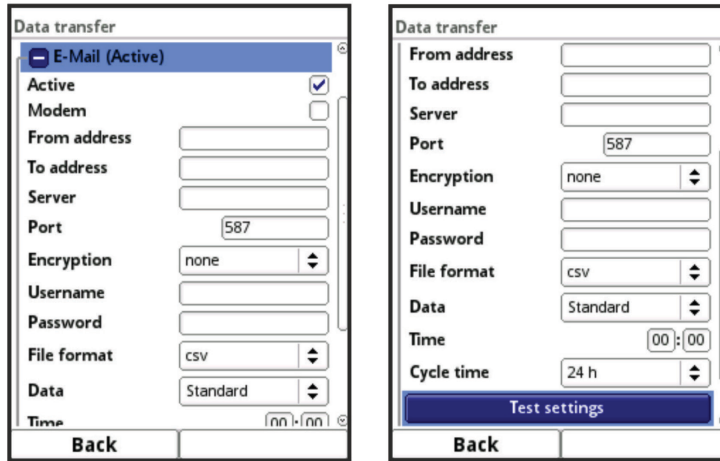 Data transfer
E-Mail (Active)
Active
Modem
From address
To address
Server
Port 587
Encryption none
Username
Password
File format csv
Data Standard
Time 00:00
Back
Data transfer
From address
To address
Server
Port 587
Encryption none
Username
Password
File format csv
Data Standard
Time 00:00
Cycle time 24 h
Test settings
Back